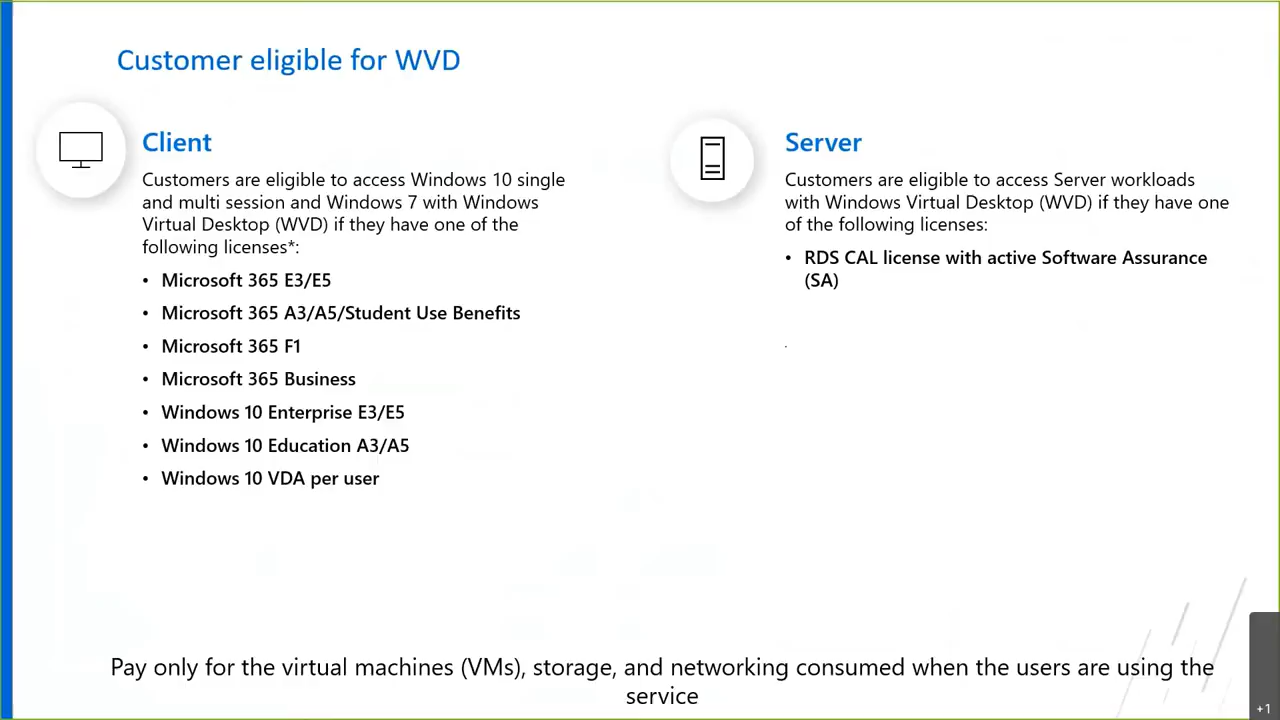 Customer eligible for WVD
Client
Customers are eligible to access Windows 10 single
and multi session and Windows 7 with Windows
Virtual Desktop (WVD) if they have one of the
following licenses*:
• Microsoft 365 E3/E5
• Microsoft 365 A3/A5/Student Use Benefits
• Microsoft 365 F1
• Microsoft 365 Business
• Windows 10 Enterprise E3/E5
• Windows 10 Education A3/A5
• Windows 10 VDA per user
Server
Customers are eligible to access Server workloads
with Windows Virtual Desktop (WVD) if they have one
of the following licenses:
• RDS CAL license with active Software Assurance
(SA)
.
Pay only for the virtual machines (VMs), storage, and networking consumed when the users are using the
service
+1